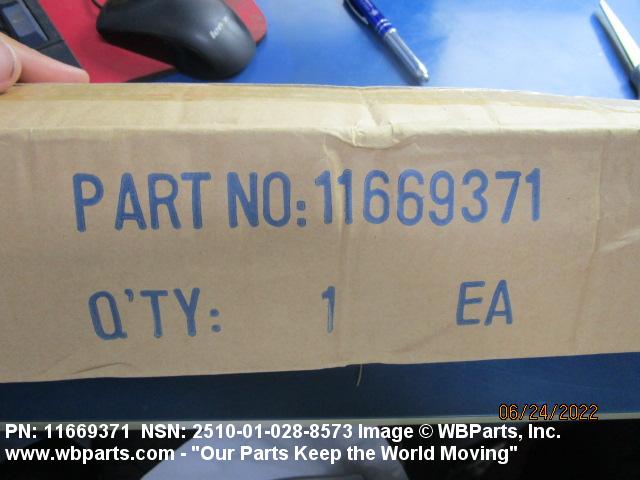 PART NO: 11669371
Q'TY: 1 EA
06/24/2022
PN: 11669371 NSN: 2510-01-028-8573 Image © WBParts, Inc.
www.wbparts.com - "Our Parts Keep the World Moving"